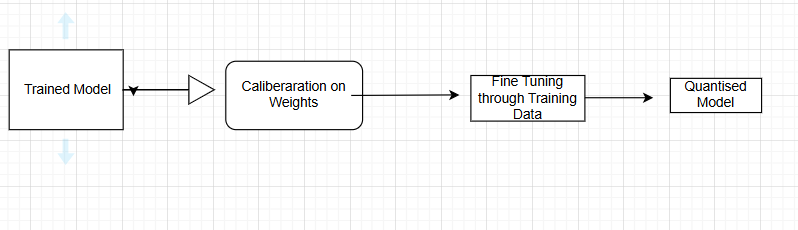 Trained Model
Caliberaration on
Weights
Fine Tuning
through Training
Data
Quantised
Model